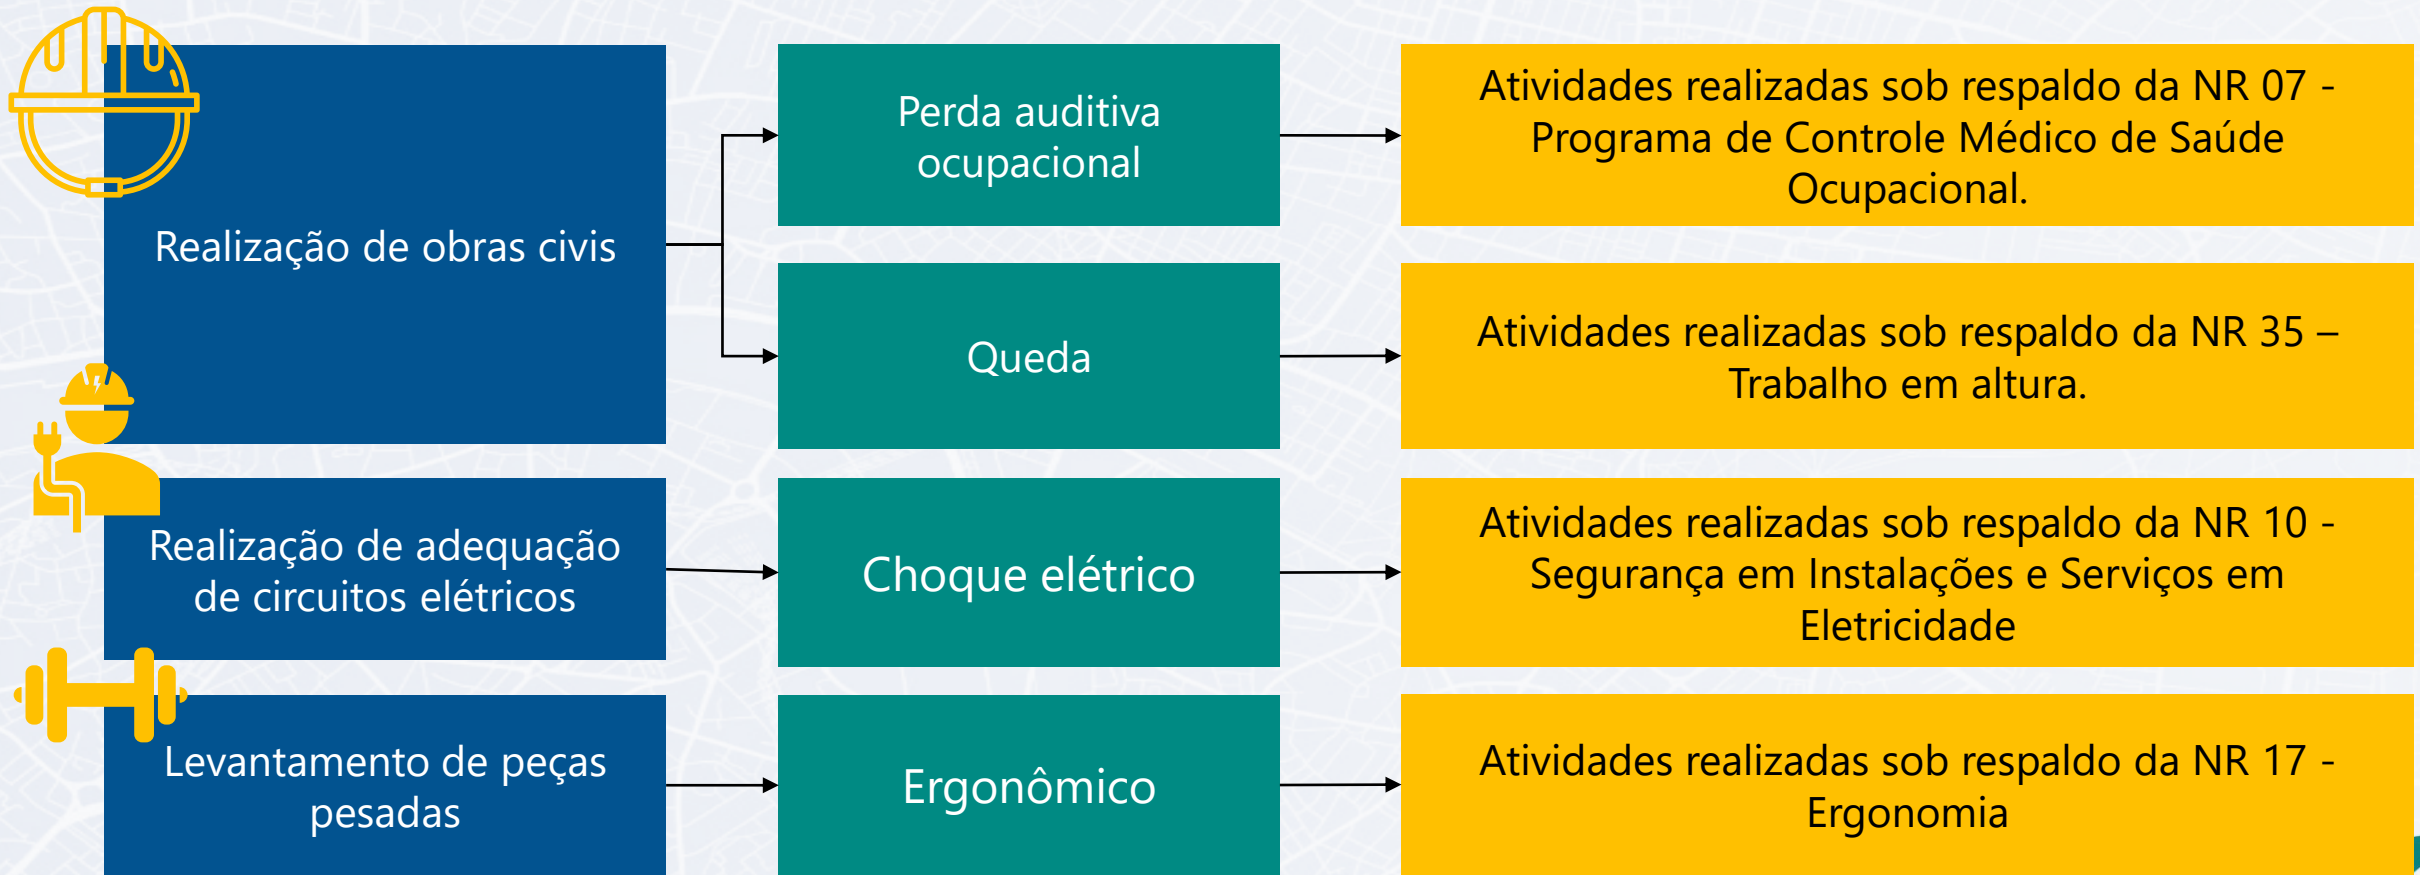 Realização de obras civis
Perda auditiva
ocupacional
Atividades realizadas sob respaldo da NR 07 -
Programa de Controle Médico de Saúde
Ocupacional.
Queda
Atividades realizadas sob respaldo da NR 35 –
Trabalho em altura.
Realização de adequação
de circuitos elétricos
Choque elétrico
Atividades realizadas sob respaldo da NR 10 -
Segurança em Instalações e Serviços em
Eletricidade
Levantamento de peças
pesadas
Ergonômico
Atividades realizadas sob respaldo da NR 17 -
Ergonomia